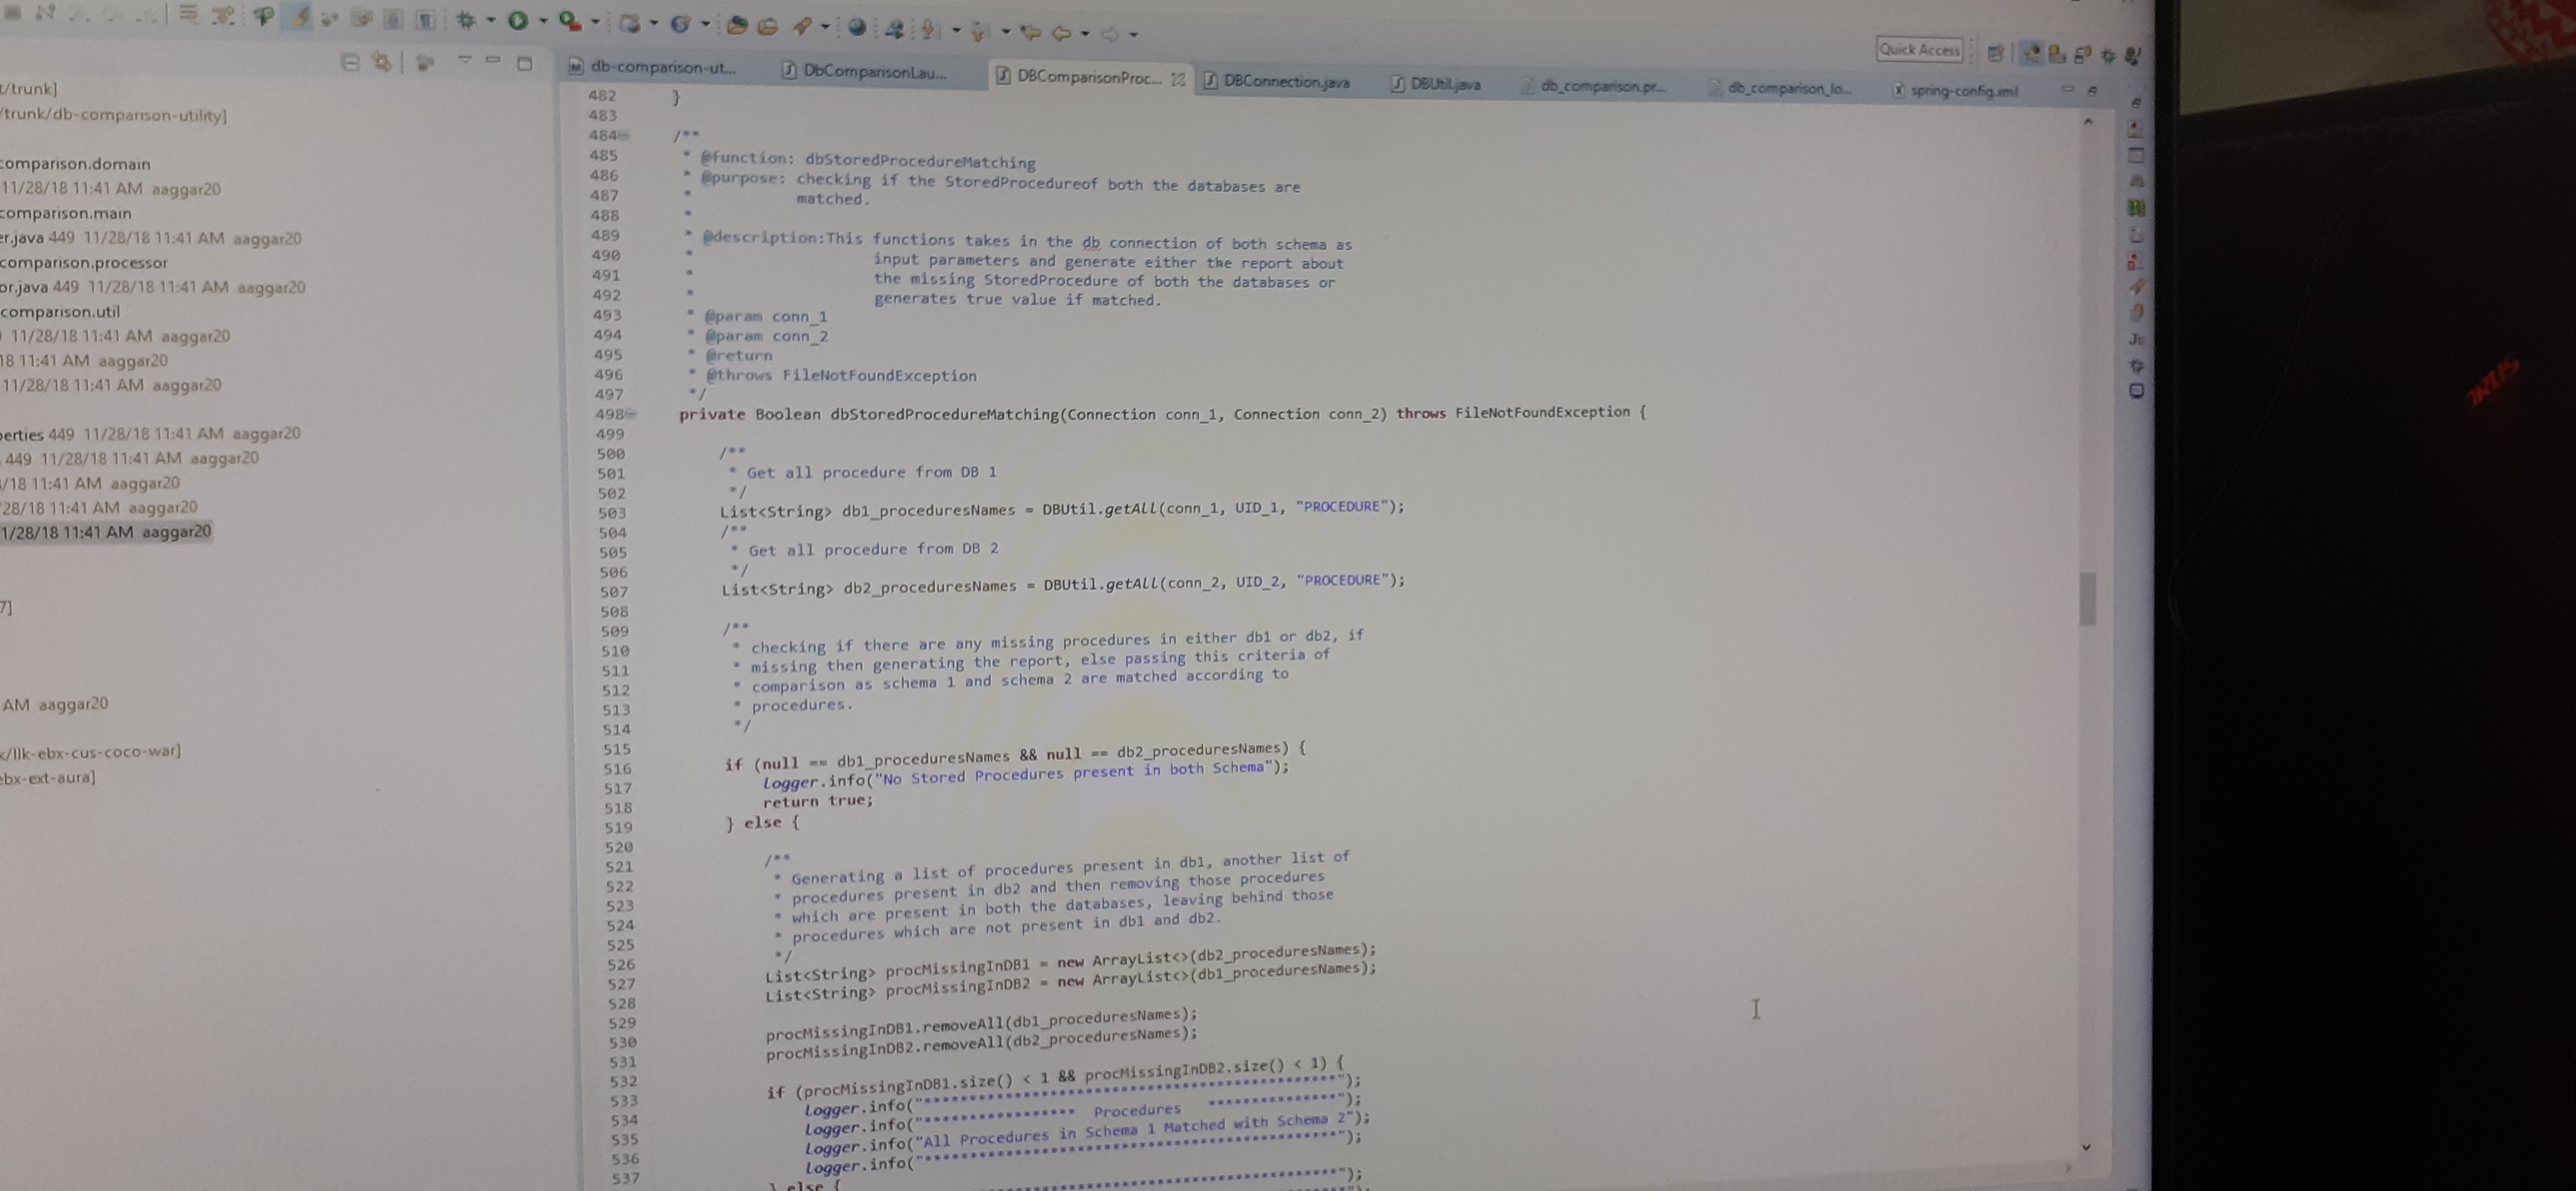 Quick Access
t/trunk]
/trunk/db-comparison-utility]
comparison.domain
11/28/18 11:41 AM aaggar20
comparison.main
er.java 449 11/28/18 11:41 AM aaggar20
comparison.processor
or.java 449 11/28/18 11:41 AM aaggar20
comparison.util
11/28/18 11:41 AM aaggar20
18 11:41 AM aaggar20
11/28/18 11:41 AM aaggar20
perties 449 11/28/18 11:41 AM aaggar20
449 11/28/18 11:41 AM aaggar20
/18 11:41 AM aaggar20
/28/18 11:41 AM aaggar20
1/28/18 11:41 AM aaggar20
7]
AM aaggar20
k/llk-ebx-cus-coco-war]
ebx-ext-aura]
db-comparison-ut... DbComparisonLau... DBComparisonProc... DBConnection.java DBUtil.java db_comparison.pr... db_comparison_lo... spring-config.xml
482 }
483
484 /**
485 * @function: dbStoredProcedureMatching
486 * @purpose: checking if the StoredProcedureof both the databases are
487 * matched.
488 *
489 * @description:This functions takes in the db connection of both schema as
490 * input parameters and generate either the report about
491 * the missing StoredProcedure of both the databases or
492 * generates true value if matched.
493 * @param conn_1
494 * @param conn_2
495 * @return
496 * @throws FileNotFoundException
497 */
498 private Boolean dbStoredProcedureMatching(Connection conn_1, Connection conn_2) throws FileNotFoundException {
499
500 /**
501 * Get all procedure from DB 1
502 */
503 List<String> db1_proceduresNames = DBUtil.getALL(conn_1, UID_1, "PROCEDURE");
504 /**
505 * Get all procedure from DB 2
506 */
507 List<String> db2_proceduresNames = DBUtil.getALL(conn_2, UID_2, "PROCEDURE");
508
509 /**
510 * checking if there are any missing procedures in either db1 or db2, if
511 * missing then generating the report, else passing this criteria of
512 * comparison as schema 1 and schema 2 are matched according to
513 * procedures.
514 */
515
516 if (null == db1_proceduresNames && null == db2_proceduresNames) {
517 logger.info("No Stored Procedures present in both Schema");
518 return true;
519 } else {
520
521 /**
522 * Generating a list of procedures present in db1, another list of
523 * procedures present in db2 and then removing those procedures
524 * which are present in both the databases, leaving behind those
525 * procedures which are not present in db1 and db2.
526 */
527 List<String> procMissingInDB1 = new ArrayList<>(db2_proceduresNames);
528 List<String> procMissingInDB2 = new ArrayList<>(db1_proceduresNames);
529
530 procMissingInDB1.removeAll(db1_proceduresNames);
531 procMissingInDB2.removeAll(db2_proceduresNames);
532
533 if (procMissingInDB1.size() < 1 && procMissingInDB2.size() < 1) {
534 logger.info("*********************************************");
535 logger.info("**************** Procedures ***************");
536 logger.info("All Procedures in Schema 1 Matched with Schema 2");
537 logger.info("*********************************************");
} else {